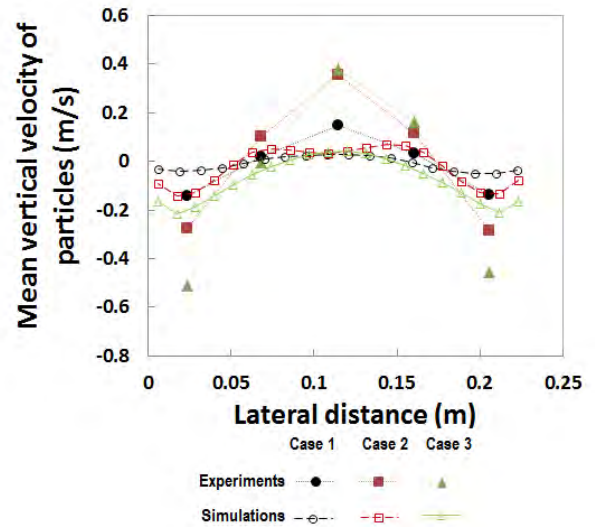 Mean vertical velocity of
particles (m/s)
0.6
0.4
0.2
0
-0.2
-0.4
-0.6
-0.8
0
0.05
0.1
0.15
0.2
0.25
Lateral distance (m)
Case 1 Case 2 Case 3
Experiments
Simulations